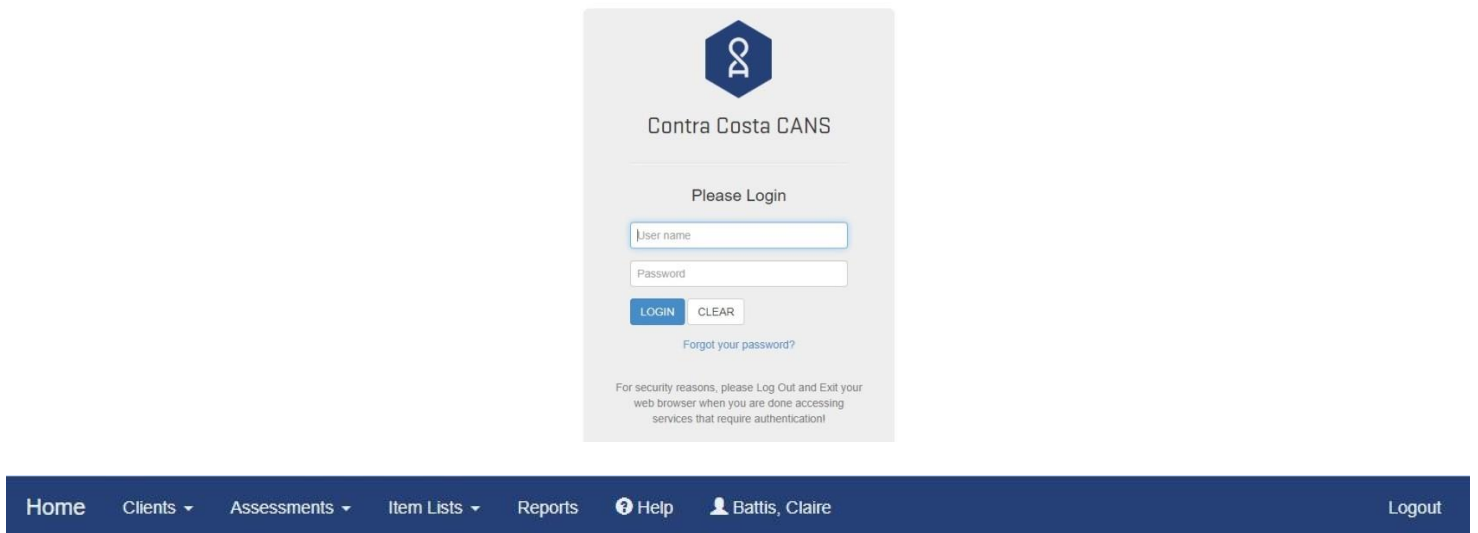 Contra Costa CANS
Please Login
User name
Password
LOGIN CLEAR
Forgot your password?
For security reasons, please Log Out and Exit your
web browser when you are done accessing
services that require authentication!
Home Clients Assessments Item Lists Reports Help Battis, Claire Logout